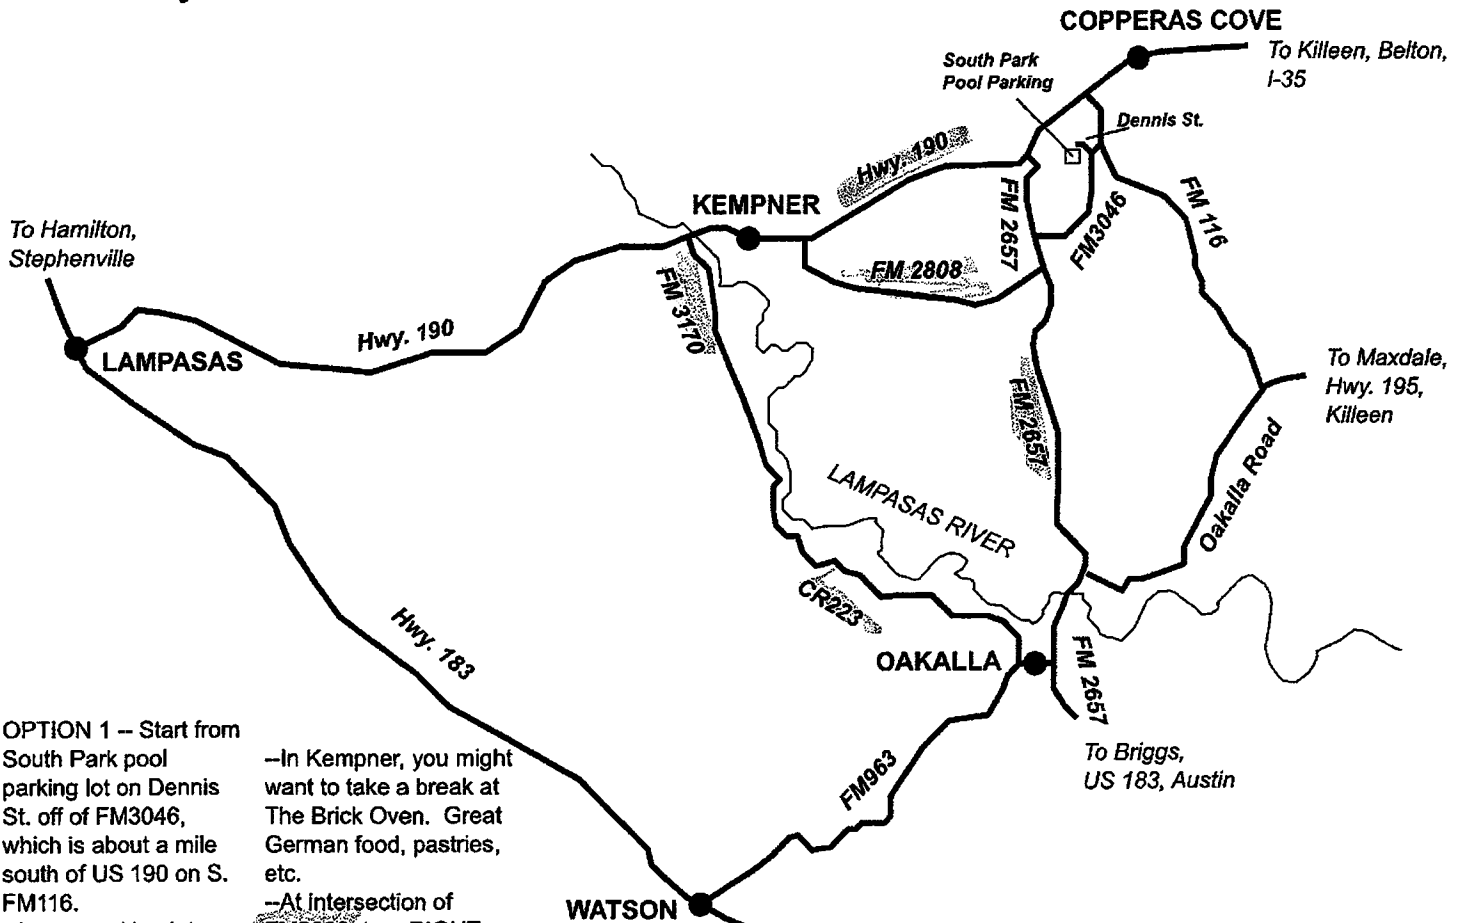 COPPERAS COVE
To Killeen, Belton,
I-35
South Park
Pool Parking
Dennis St.
Hwy. 190
KEMPNER
FM 2657
FM3046
FM 116
To Hamilton,
Stephenville
FM 2808
FM 3170
Hwy. 190
LAMPASAS
To Maxdale,
Hwy. 195,
Killeen
FM 2657
Oakalla Road
LAMPASAS RIVER
CR223
Hwy. 183
OAKALLA
FM 2657
To Briggs,
US 183, Austin
FM963
WATSON
OPTION 1 -- Start from
South Park pool
parking lot on Dennis
St. off of FM3046,
which is about a mile
south of US 190 on S.
FM116.
--In Kempner, you might
want to take a break at
The Brick Oven.  Great
German food, pastries,
etc.
--At intersection of